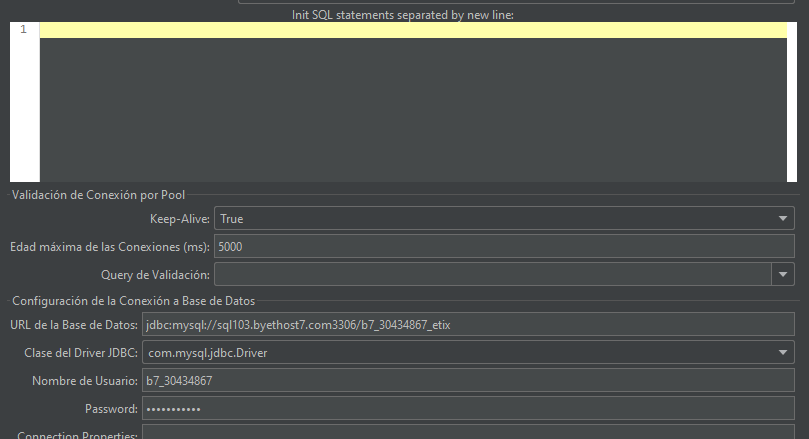 Init SQL statements separated by new line:
1
Validación de Conexión por Pool
Keep-Alive: True
Edad máxima de las Conexiones (ms): 5000
Query de Validación:
Configuración de la Conexión a Base de Datos
URL de la Base de Datos: jdbc:mysql://sql103.byethost7.com3306/b7_30434867_etix
Clase del Driver JDBC: com.mysql.jdbc.Driver
Nombre de Usuario: b7_30434867
Password: •••••••••••
Connection Properties: